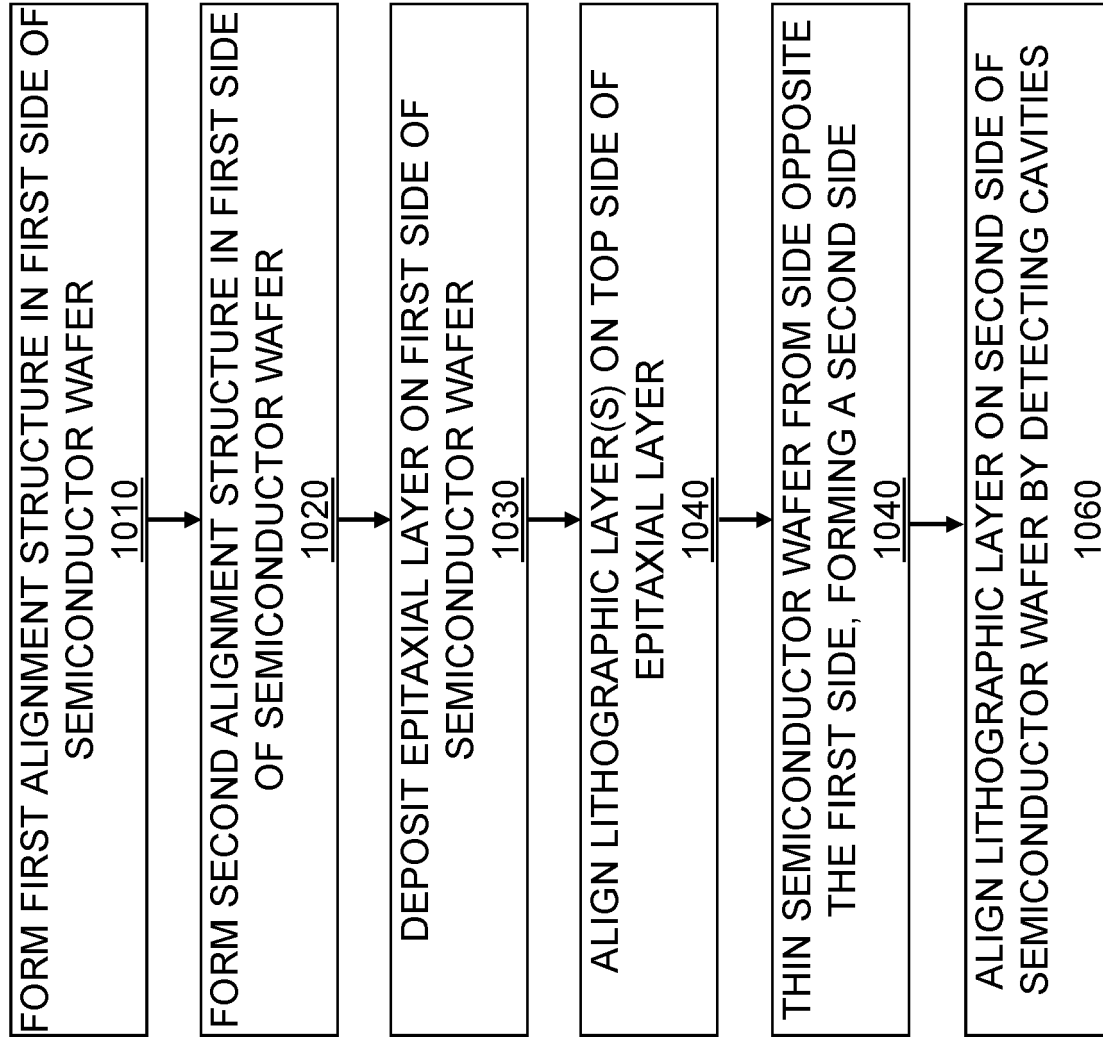 FORM FIRST ALIGNMENT STRUCTURE IN FIRST SIDE OF
SEMICONDUCTOR WAFER
1010
FORM SECOND ALIGNMENT STRUCTURE IN FIRST SIDE
OF SEMICONDUCTOR WAFER
1020
DEPOSIT EPITAXIAL LAYER ON FIRST SIDE OF
SEMICONDUCTOR WAFER
1030
ALIGN LITHOGRAPHIC LAYER(S) ON TOP SIDE OF
EPITAXIAL LAYER
1040
THIN SEMICONDUCTOR WAFER FROM SIDE OPPOSITE
THE FIRST SIDE, FORMING A SECOND SIDE
1040
ALIGN LITHOGRAPHIC LAYER ON SECOND SIDE OF
SEMICONDUCTOR WAFER BY DETECTING CAVITIES
1060